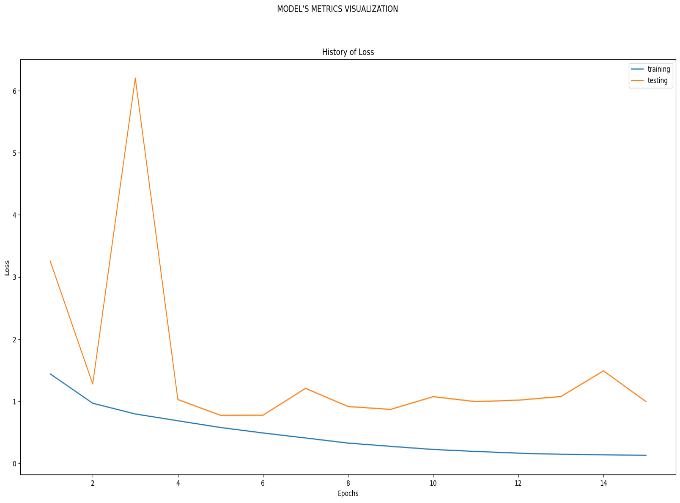 MODEL'S METRICS VISUALIZATION
History of Loss
training
testing
6
5
4
3
2
1
0
Loss
2
4
6
8
10
12
14
Epochs